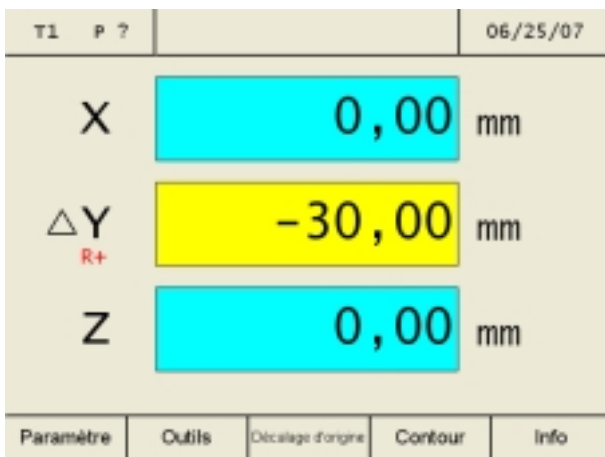 T1 P ? 06/25/07
X 0,00 mm
△Y -30,00 mm
R+
Z 0,00 mm
Paramètre Outils Décalage d'origine Contour Info